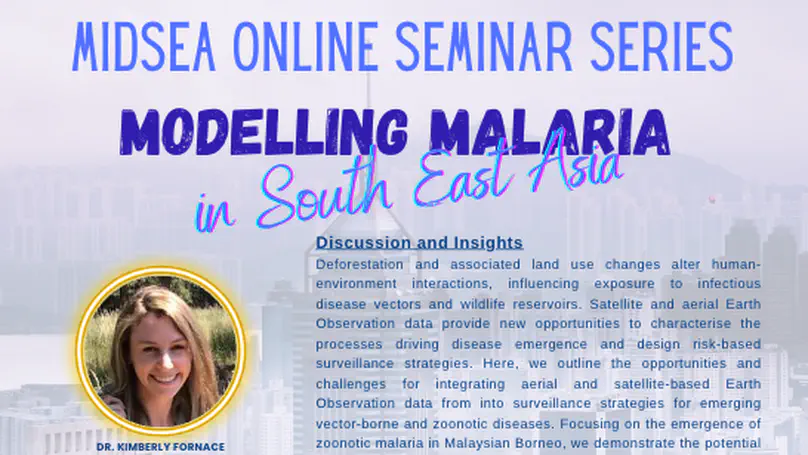 MIDSEA ONLINE SEMINAR SERIES
MODELLING MALARIA
in South East Asia
Discussion and Insights
Deforestation and associated land use changes alter human-
environment interactions, influencing exposure to infectious
disease vectors and wildlife reservoirs. Satellite and aerial Earth
Observation data provide new opportunities to characterise the
processes driving disease emergence and design risk-based
surveillance strategies. Here, we outline the opportunities and
challenges for integrating aerial and satellite-based Earth
Observation data from into surveillance strategies for emerging
vector-borne and zoonotic diseases. Focusing on the emergence of
zoonotic malaria in Malaysian Borneo, we demonstrate the potential
DR. KIMBERLY FORNACE